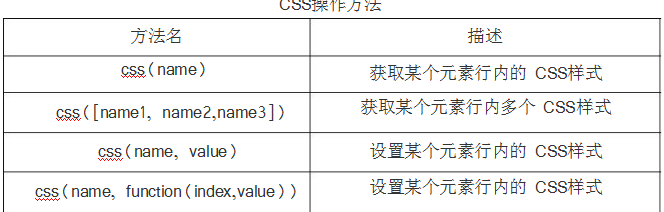 CSS操作方法
方法名 描述
css(name) 获取某个元素行内的 CSS样式
css([name1, name2,name3]) 获取某个元素行内多个 CSS样式
css(name, value) 设置某个元素行内的 CSS样式
css(name, function(index,value)) 设置某个元素行内的 CSS样式